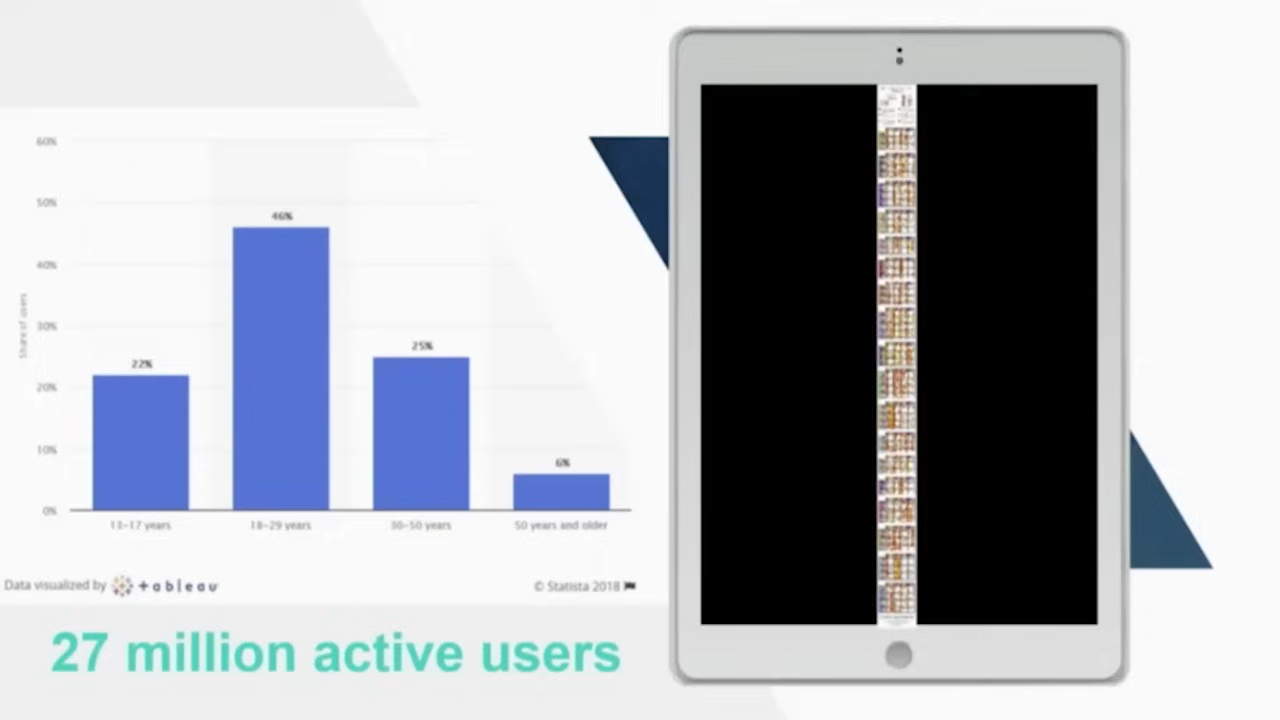 60%
50%
46%
40%
Share of users
30%
25%
22%
20%
10%
6%
0%
13–17 years
18–29 years
30–50 years
50 years and older
Data visualized by +ableau
© Statista 2018
27 million active users